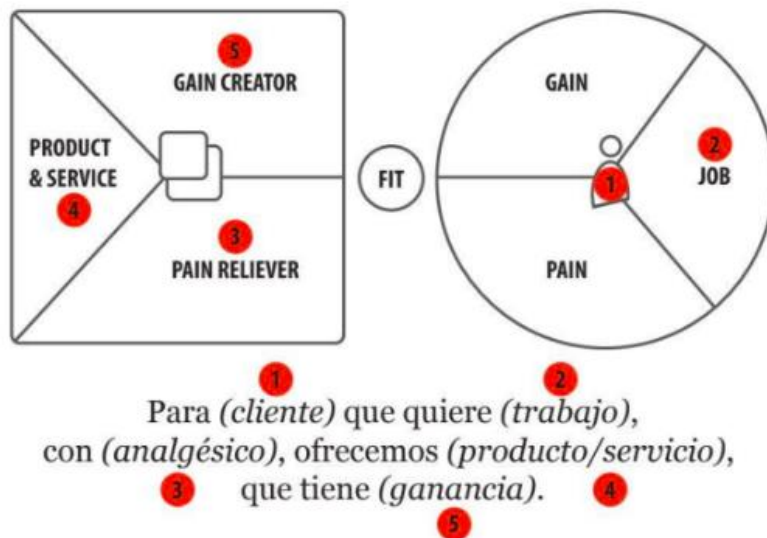 5
GAIN CREATOR
PRODUCT
& SERVICE
4
3
PAIN RELIEVER
FIT
GAIN
2
JOB
1
PAIN
1 2
Para (cliente) que quiere (trabajo),
con (analgésico), ofrecemos (producto/servicio),
3 que tiene (ganancia). 4
5